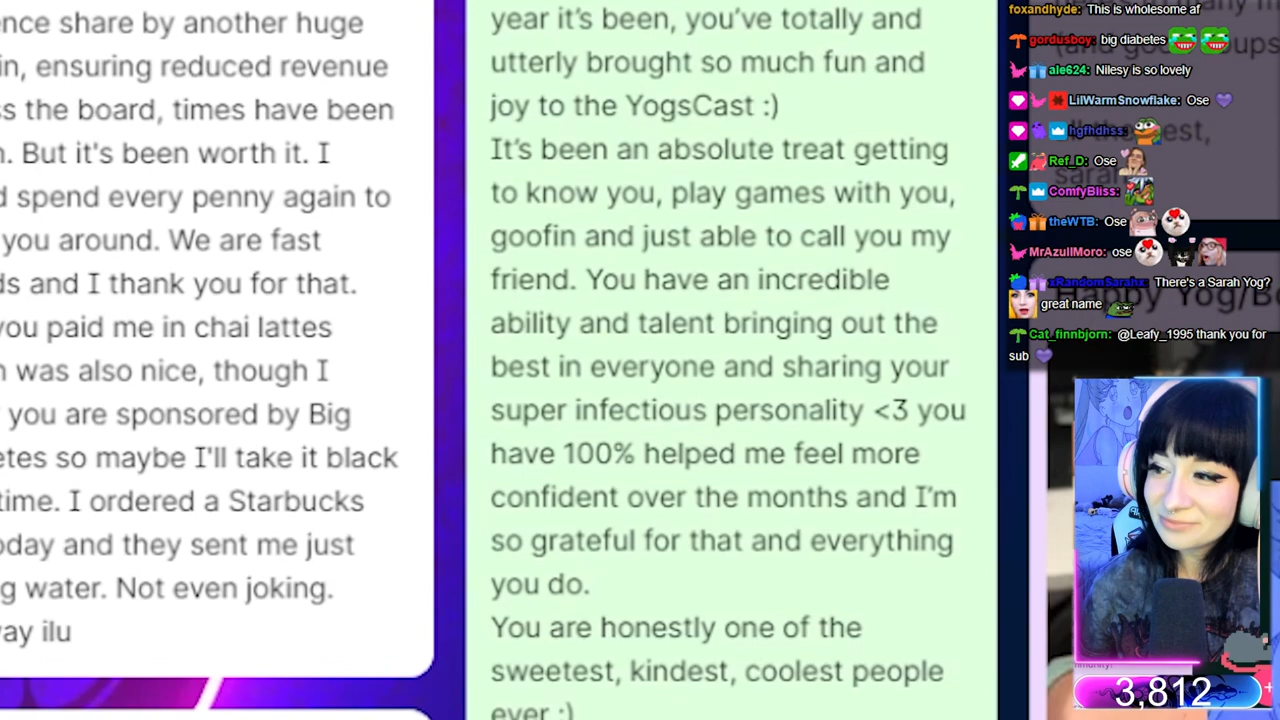 ence share by another huge
in, ensuring reduced revenue
ss the board, times have been
n. But it's been worth it. I
d spend every penny again to
you around. We are fast
ds and I thank you for that.
you paid me in chai lattes
n was also nice, though I
you are sponsored by Big
etes so maybe I'll take it black
time. I ordered a Starbucks
oday and they sent me just
g water. Not even joking.
way ilu
year it's been, you've totally and
utterly brought so much fun and
joy to the YogsCast :)
It's been an absolute treat getting
to know you, play games with you,
goofin and just able to call you my
friend. You have an incredible
ability and talent bringing out the
best in everyone and sharing your
super infectious personality <3 you
have 100% helped me feel more
confident over the months and I'm
so grateful for that and everything
you do.
You are honestly one of the
sweetest, kindest, coolest people
ever :)
foxandhyde: This is wholesome af
gordusboy: big diabetes
ale624: Nilesy is so lovely
LilWarmSnowflake: Ose
hgfhdhss:
Ref_D: Ose
ComfyBliss:
theWTB: Ose
MrAzullMoro: ose
xRandomSarahx: There's a Sarah Yog?
great name
Cat_finnbjorn: @Leafy_1995 thank you for
sub
3,812